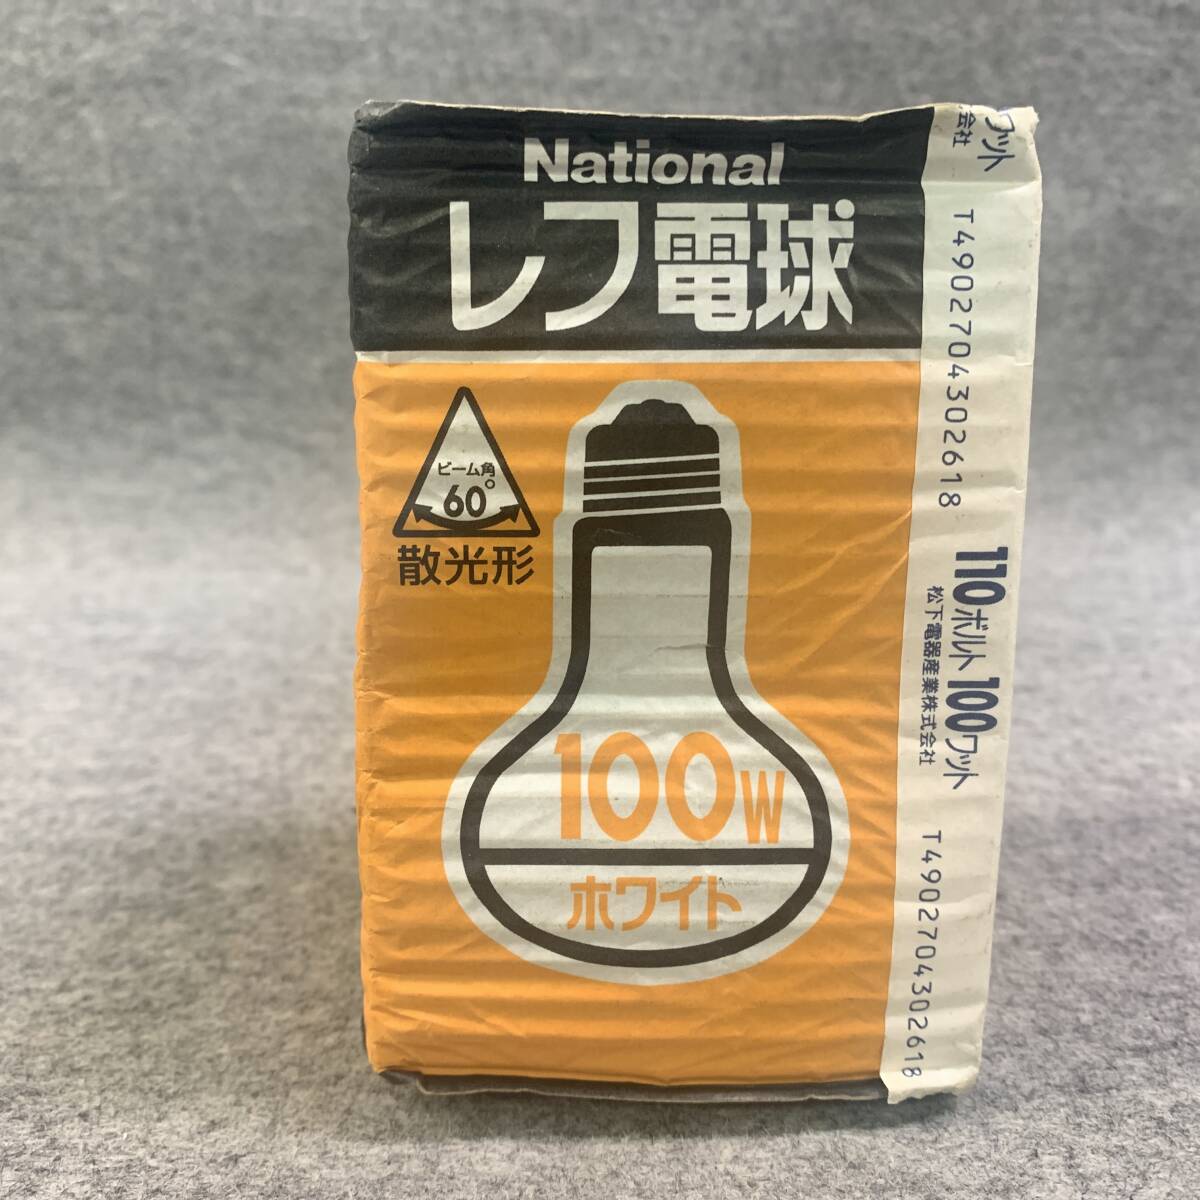 National
レフ電球
ビーム角
60°
散光形
100W
ホワイト
ワット
会社
T4902704302618
110ボルト100ワット
松下電器産業株式会社
T4902704302618